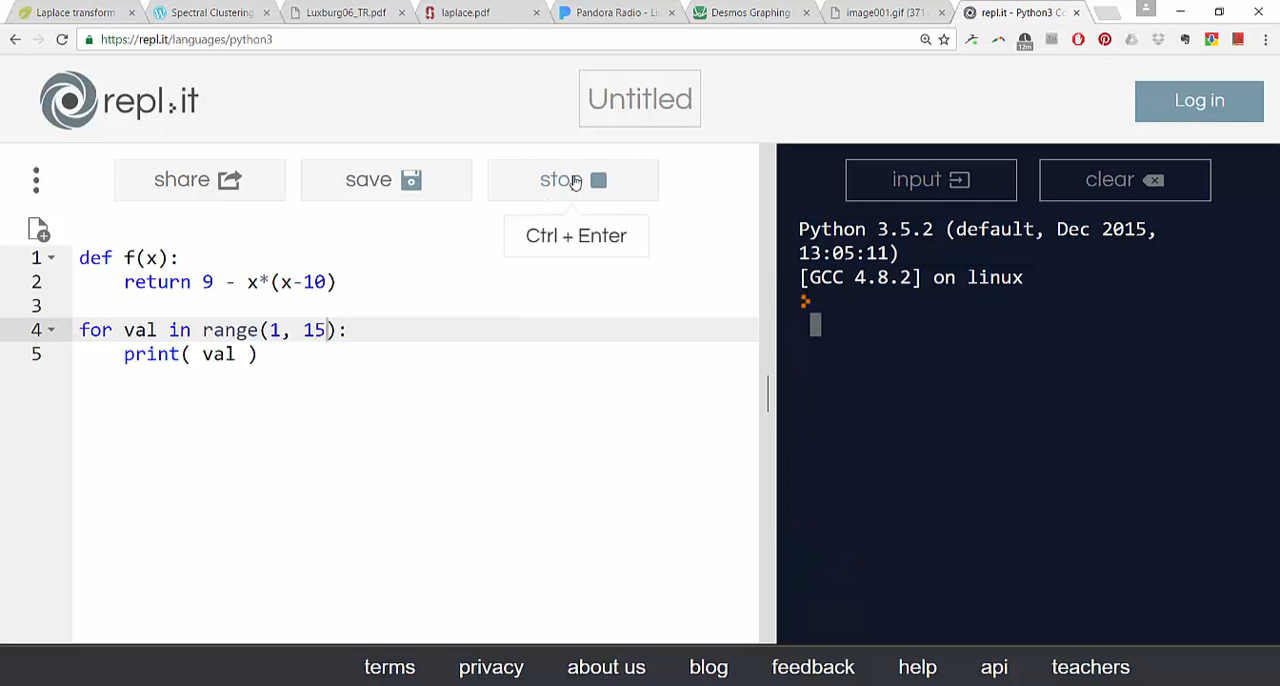 Laplace transform
Spectral Clustering
Luxburg06_TR.pdf
laplace.pdf
Pandora Radio - Li
Desmos Graphing
image001.gif (371
repl.it - Python3 Co
https://repl.it/languages/python3
12m
repl.it
Untitled
Log in
share
save
stop
input
clear
Ctrl + Enter
1 def f(x):
2 return 9 - x*(x-10)
3
4 for val in range(1, 15):
5 print( val )
Python 3.5.2 (default, Dec 2015,
13:05:11)
[GCC 4.8.2] on linux
terms privacy about us blog feedback help api teachers